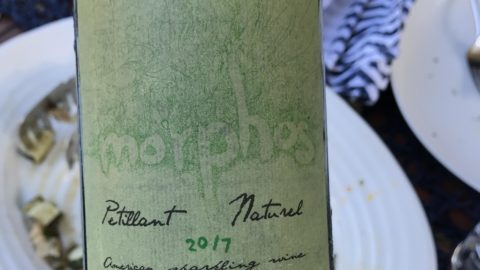 morphos
Petillant Naturel
2017
American sparkling wine